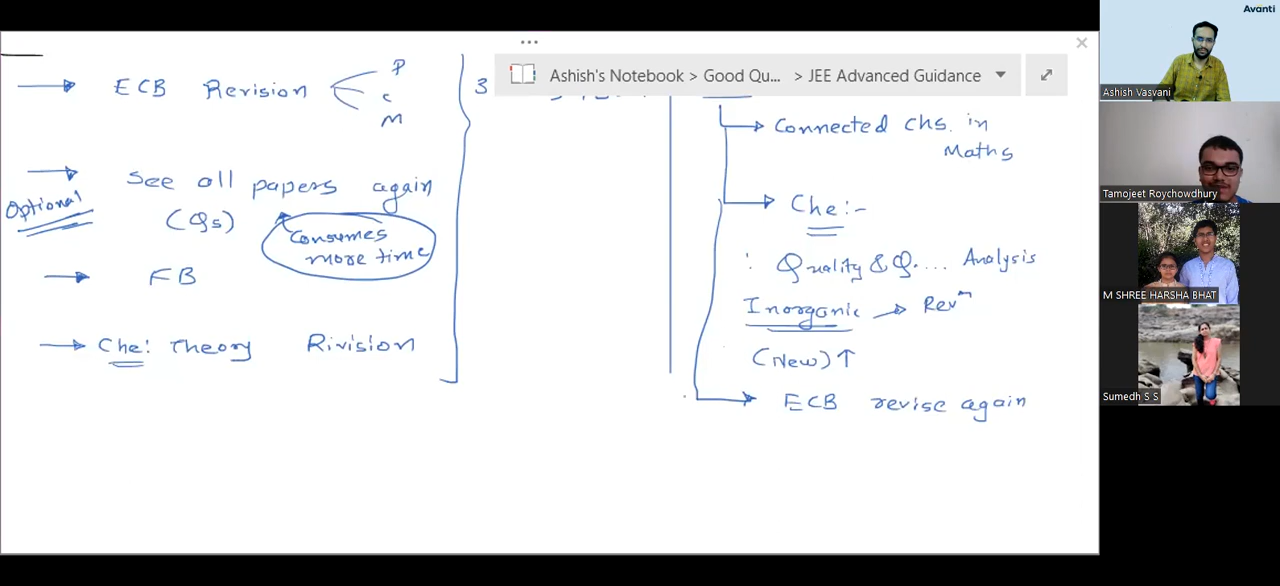 Avanti
Ashish's Notebook > Good Qu... > JEE Advanced Guidance
Ashish Vasvani
Tamojeet Roychowdhury
M SHREE HARSHA BHAT
Sumedh S S
ECB Revision
P
C
M
See all papers again
(Qs)
Optional
Consumes
more time
FB
Che: Theory Rivision
3
Connected Chs. in
Maths
Che:-
Quality & Q.... Analysis
Inorganic → Revⁿ
(New) ↑
ECB revise again